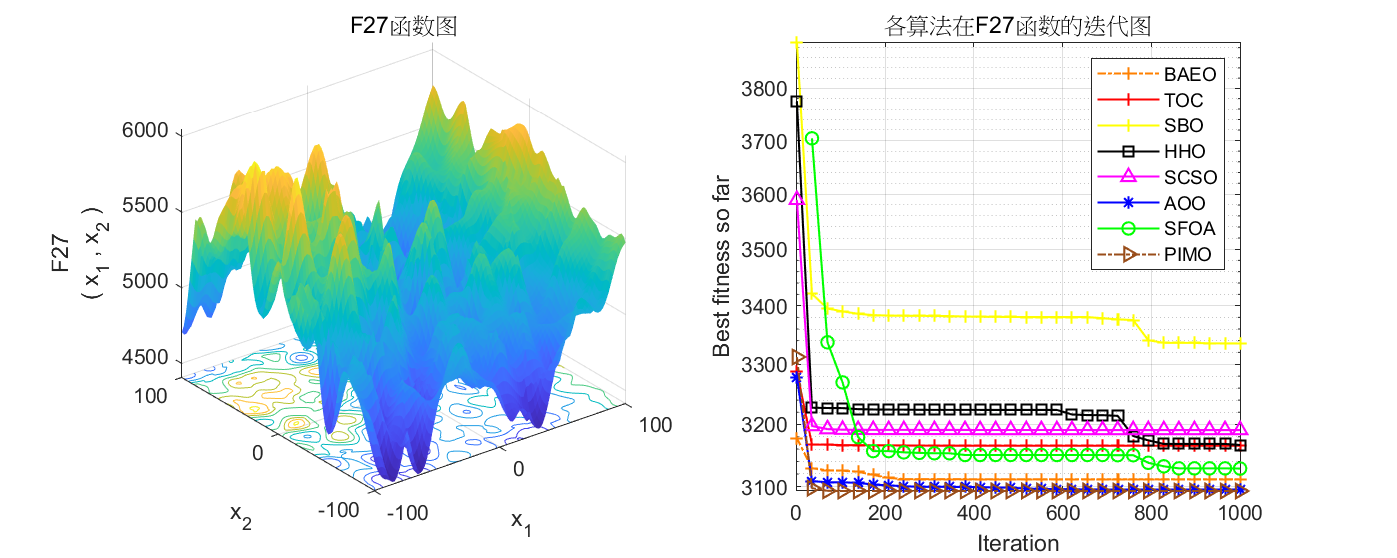 F27函数图
F27
( x1 , x2 )
6000
5500
5000
4500
100
0
-100
x2
-100
0
100
x1
各算法在F27函数的迭代图
Best fitness so far
3800
3700
3600
3500
3400
3300
3200
3100
0 200 400 600 800 1000
Iteration
BAEO
TOC
SBO
HHO
SCSO
AOO
SFOA
PIMO